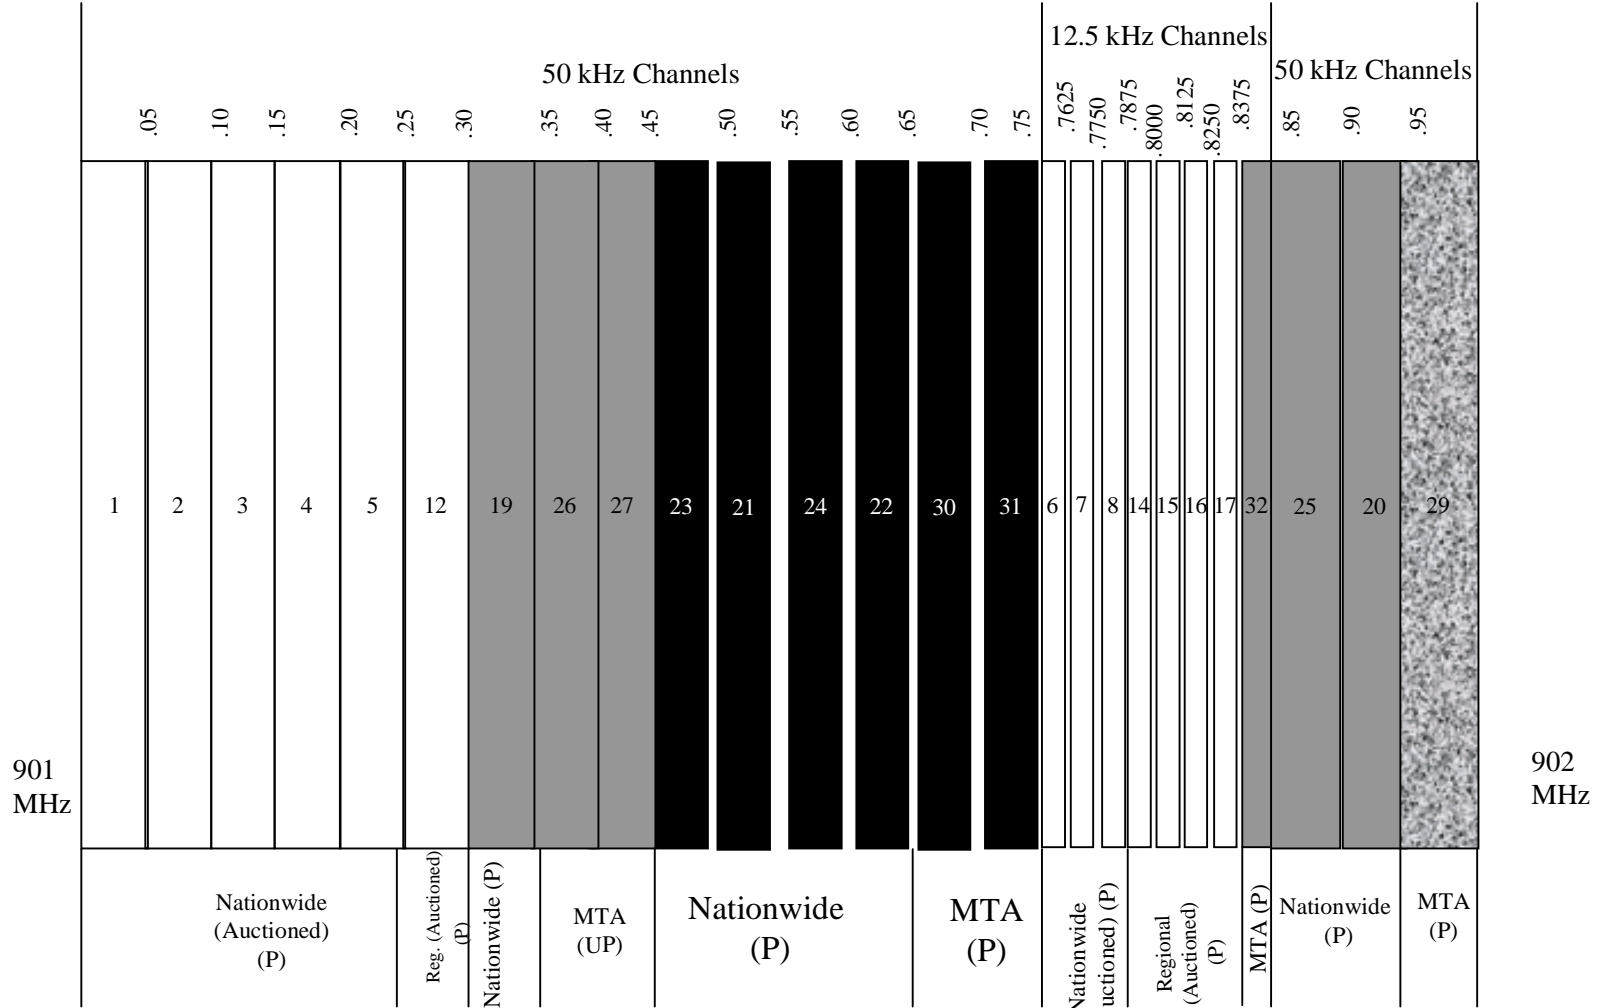 12.5 kHz Channels
50 kHz Channels
50 kHz Channels
.05
.10
.15
.20
.25
.30
.35
.40
.45
.50
.55
.60
.65
.70
.75
.7625
.7750
.7875
.8000
.8125
.8250
.8375
.85
.90
.95
1
2
3
4
5
12
19
26
27
23
21
24
22
30
31
6
7
8
14
15
16
17
32
25
20
29
901
MHz
902
MHz
Nationwide
(Auctioned)
(P)
Reg. (Auctioned)
(P)
Nationwide (P)
MTA
(UP)
Nationwide
(P)
MTA
(P)
Nationwide
uctioned) (P)
Regional
(Auctioned)
(P)
MTA (P)
Nationwide
(P)
MTA
(P)